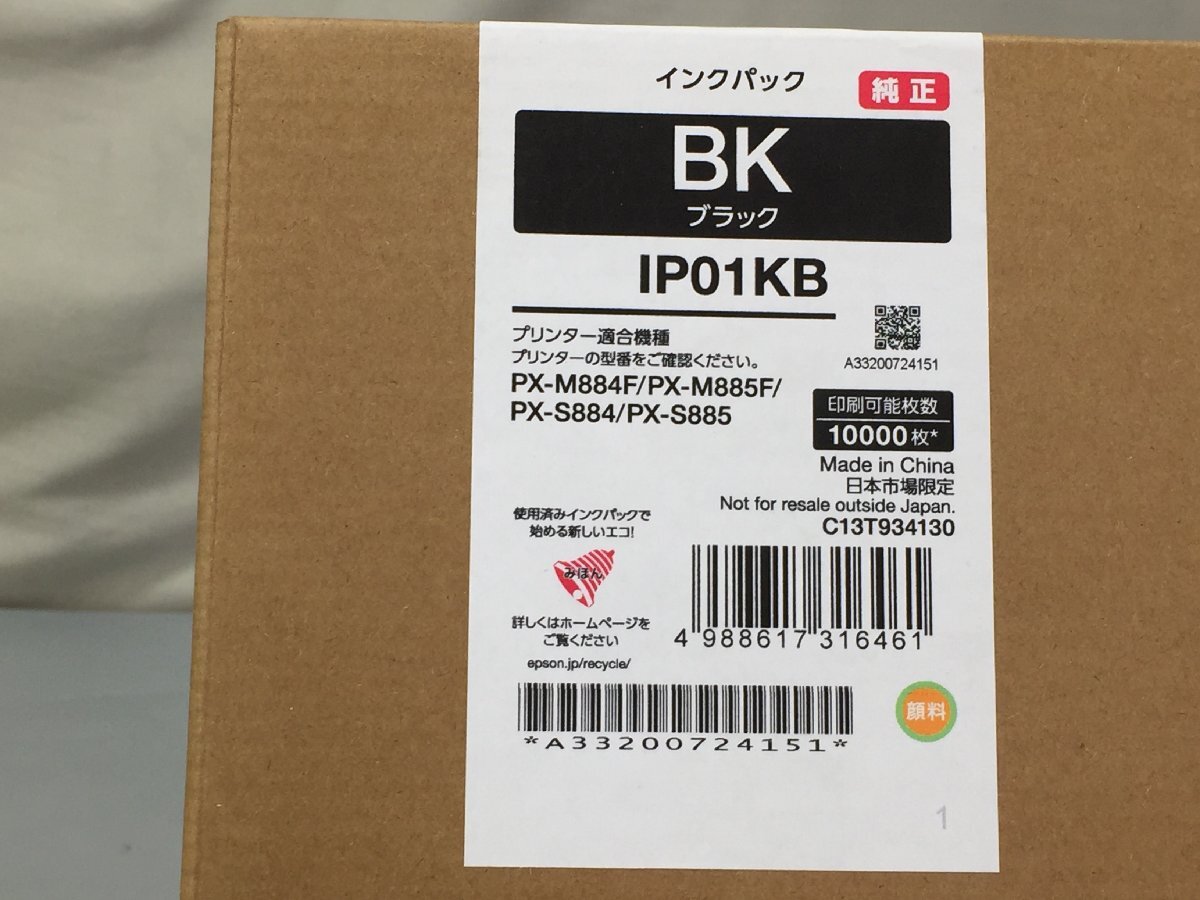 インクパック
純正
BK
ブラック
IP01KB
プリンター適合機種
プリンターの型番をご確認ください。
PX-M884F/PX-M885F/
PX-S884/PX-S885
A33200724151
印刷可能枚数
10000枚*
Made in China
日本市場限定
Not for resale outside Japan.
C13T934130
使用済みインクパックで
始める新しいエコ!
みほん
詳しくはホームページを
ご覧ください
epson.jp/recycle/
4 988617 316461
*A33200724151*
顔料
1